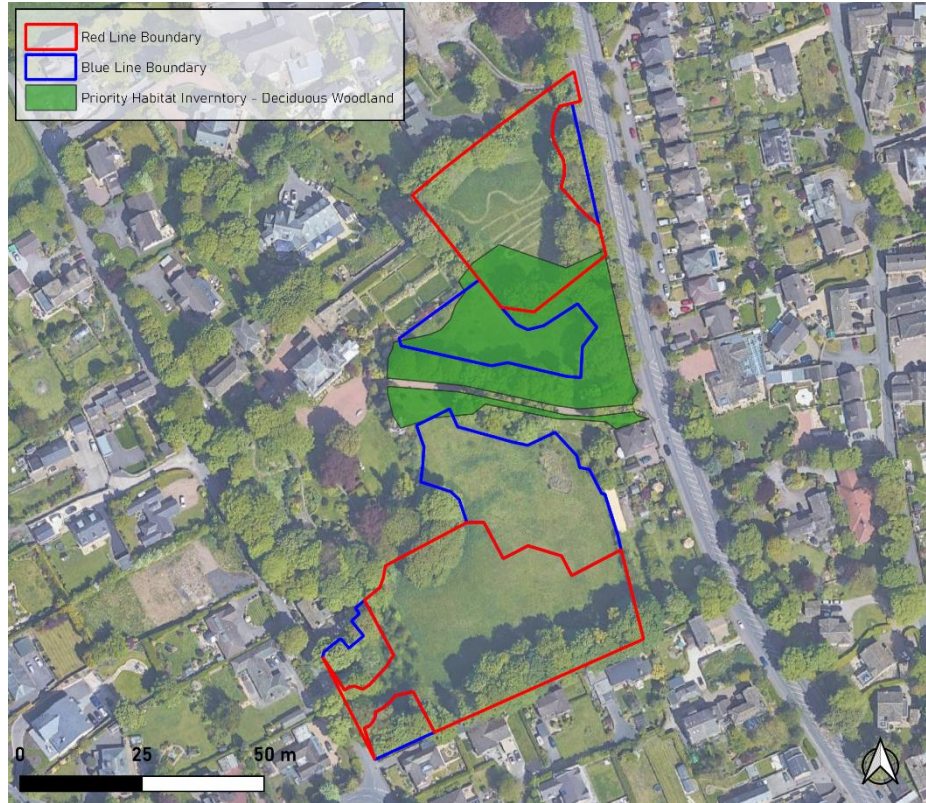 Red Line Boundary
Blue Line Boundary
Priority Habitat Inverntory - Deciduous Woodland
0 25 50 m